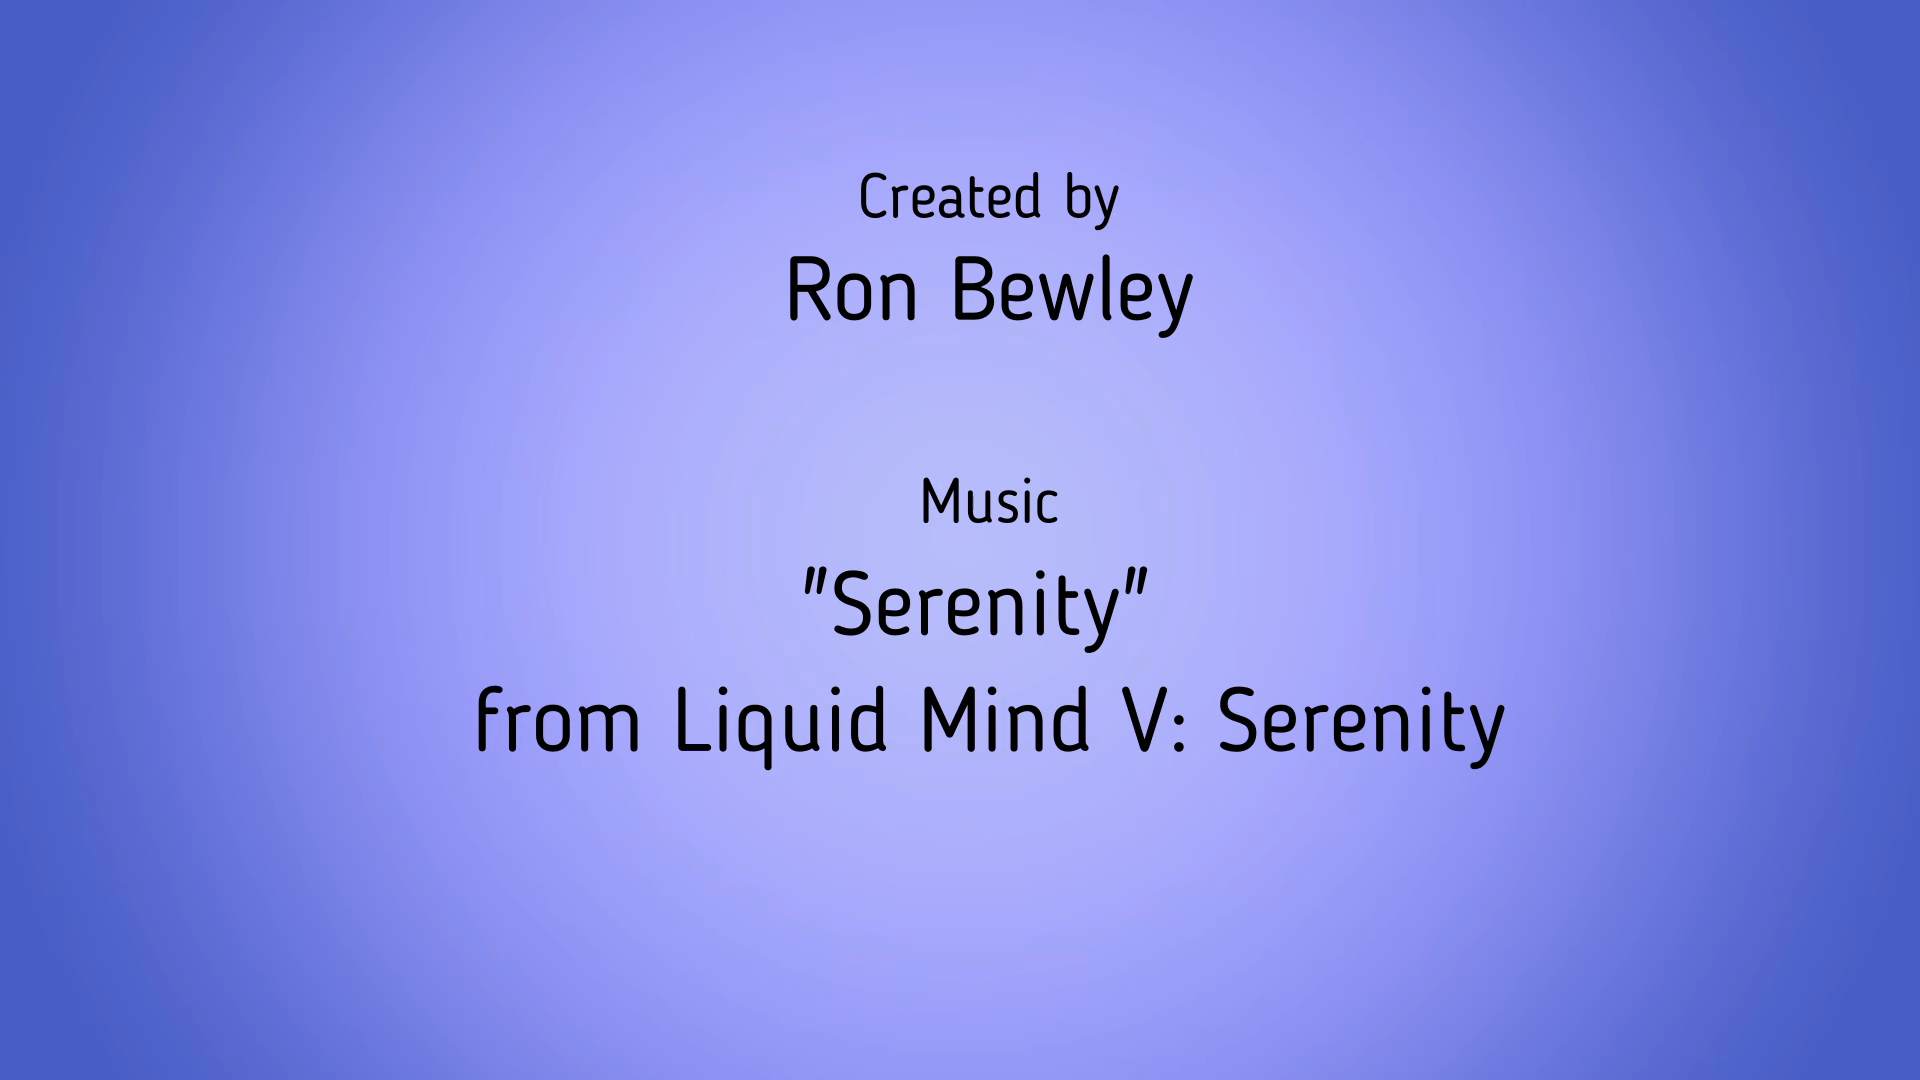 Created by
Ron Bewley
Music
"Serenity"
from Liquid Mind V: Serenity